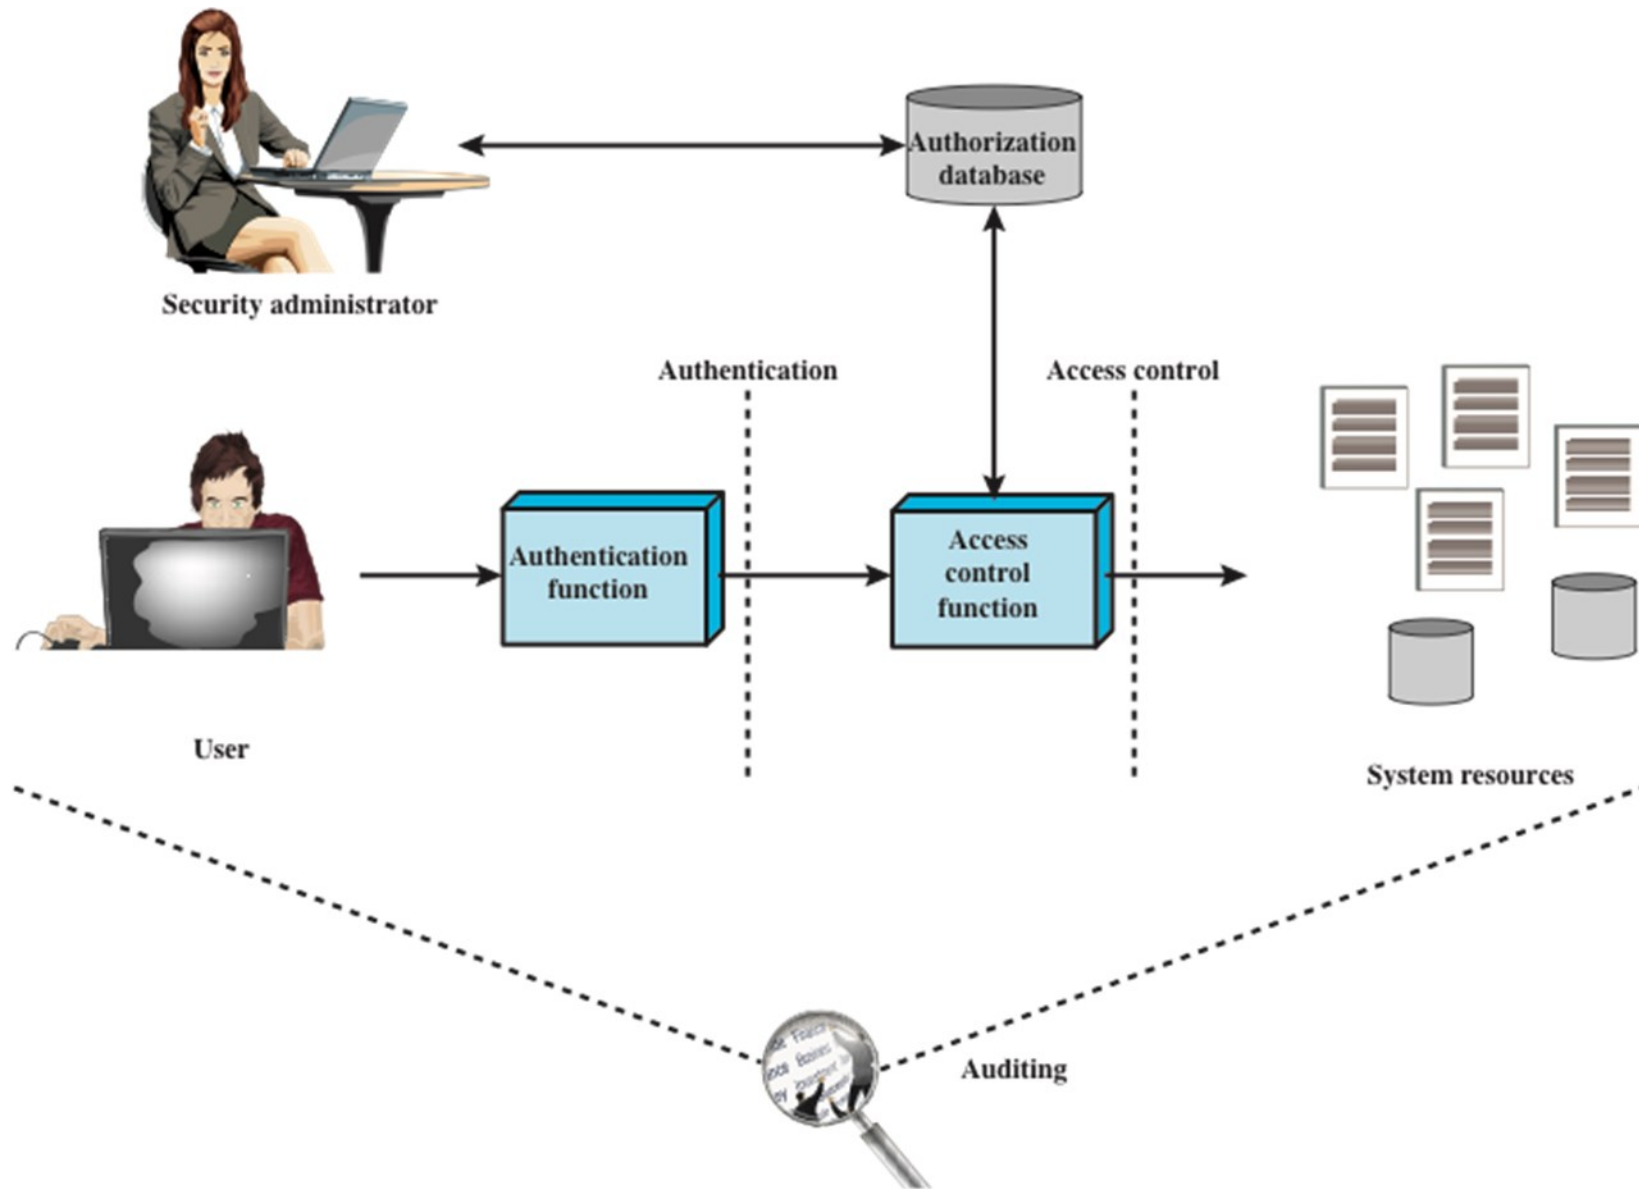 Authorization
database
Security administrator
Authentication
Access control
Authentication
function
Access
control
function
User
System resources
Auditing